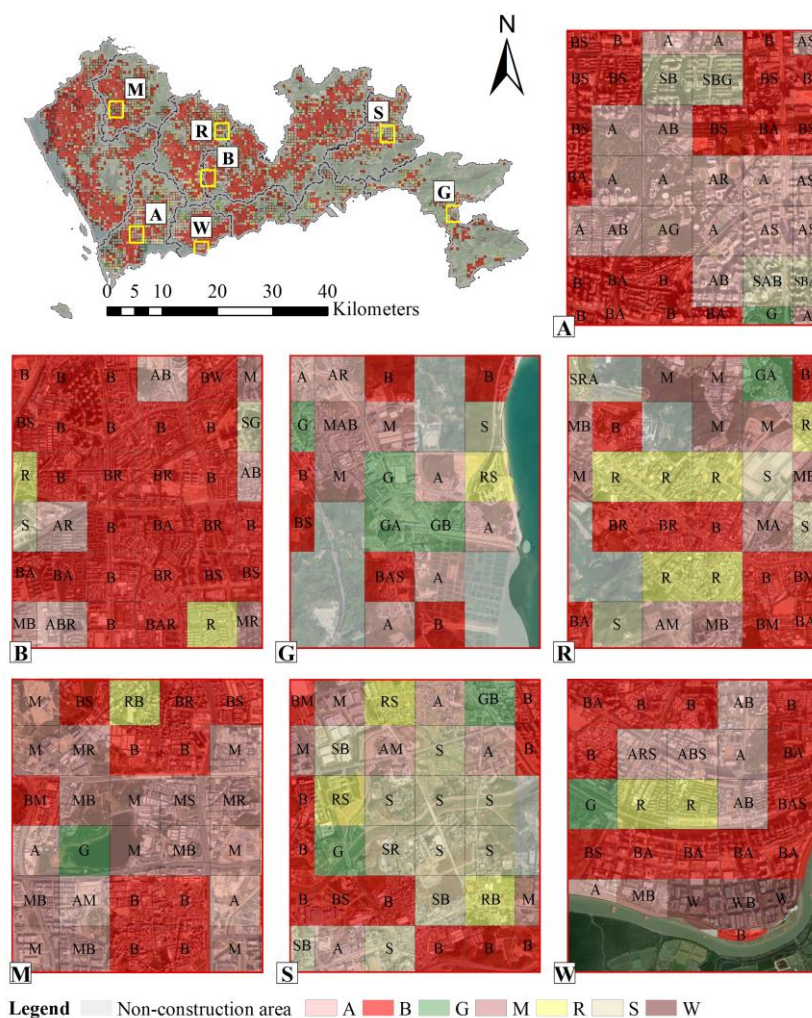 N
M
R
B
S
G
A
W
0 5 10 20 30 40
Kilometers
BS B A A B AS
BS BS SB SBG BS B
BS A AB BS BA B
BA A A AR A AS
A AB AG A AS AS
B BA B AB SAB SBA
B BA B BA G A
A
B B B AB BW M
BS B B B B SG
R B BR BR B AB
S AR B BA BR B
BA BA B BR BS BS
MB ABR B BAR R MR
B
A AR B B
G MAB M S
B M G A RS
BS GA GB A
BAS A
A B
G
SRA M M GA B
MB B M M R
M R R R S MB
BR BR B MA S
R R B BM
BA S AM MB BM BA
R
M BS RB BR BS
M MR B B M
BM MB M MS MR
A G M MB M
MB AM B B A
M MB B B M
M
BM M RS A GB B
M SB AM S A B
B RS S S S
B G SR S S
B BS B SB RB M
SB A S B B B
S
BA B B AB B
B ARS ABS A
G R R AB BAS
BS BA BA BA BA
A MB W WB W
B
W
Legend Non-construction area A B G M R S W